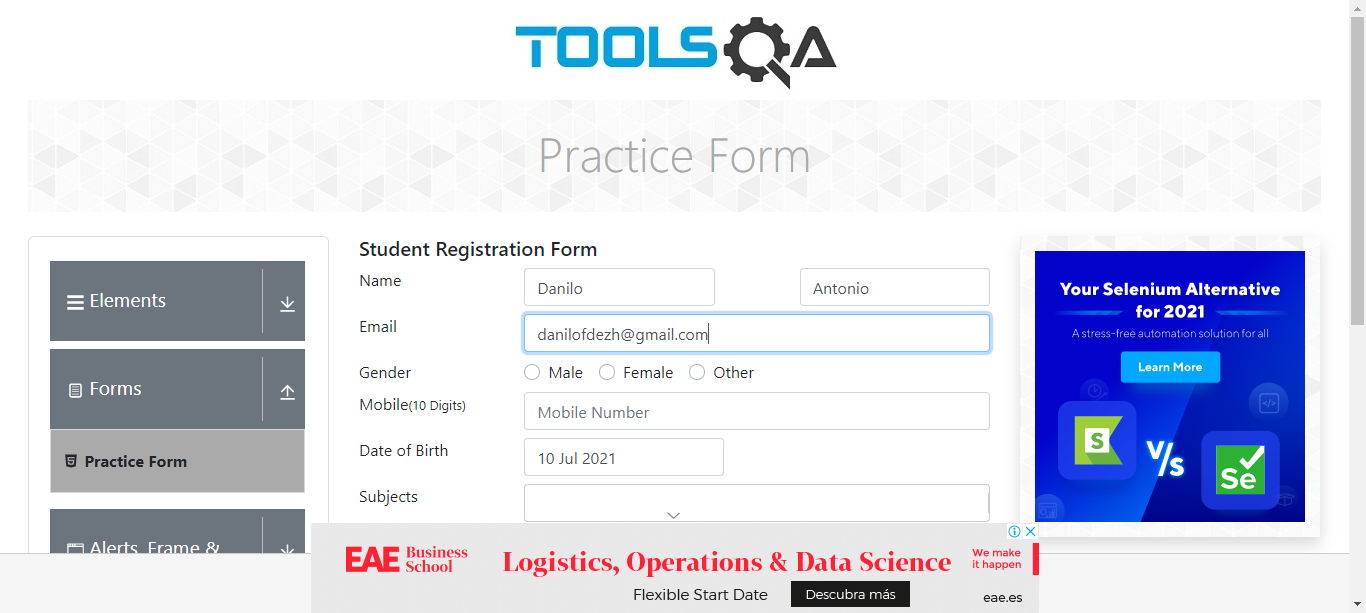 TOOLSQA
Practice Form
Elements
Forms
Practice Form
Alerts, Frame &
Student Registration Form
Name
Danilo
Antonio
Email
danilofdezh@gmail.com
Gender
Male
Female
Other
Mobile(10 Digits)
Mobile Number
Date of Birth
10 Jul 2021
Subjects
Your Selenium Alternative
for 2021
A stress-free automation solution for all
Learn More
S
V/s
Se
EAE Business
School
Logistics, Operations & Data Science
Flexible Start Date
Descubra más
We make
it happen
eae.es